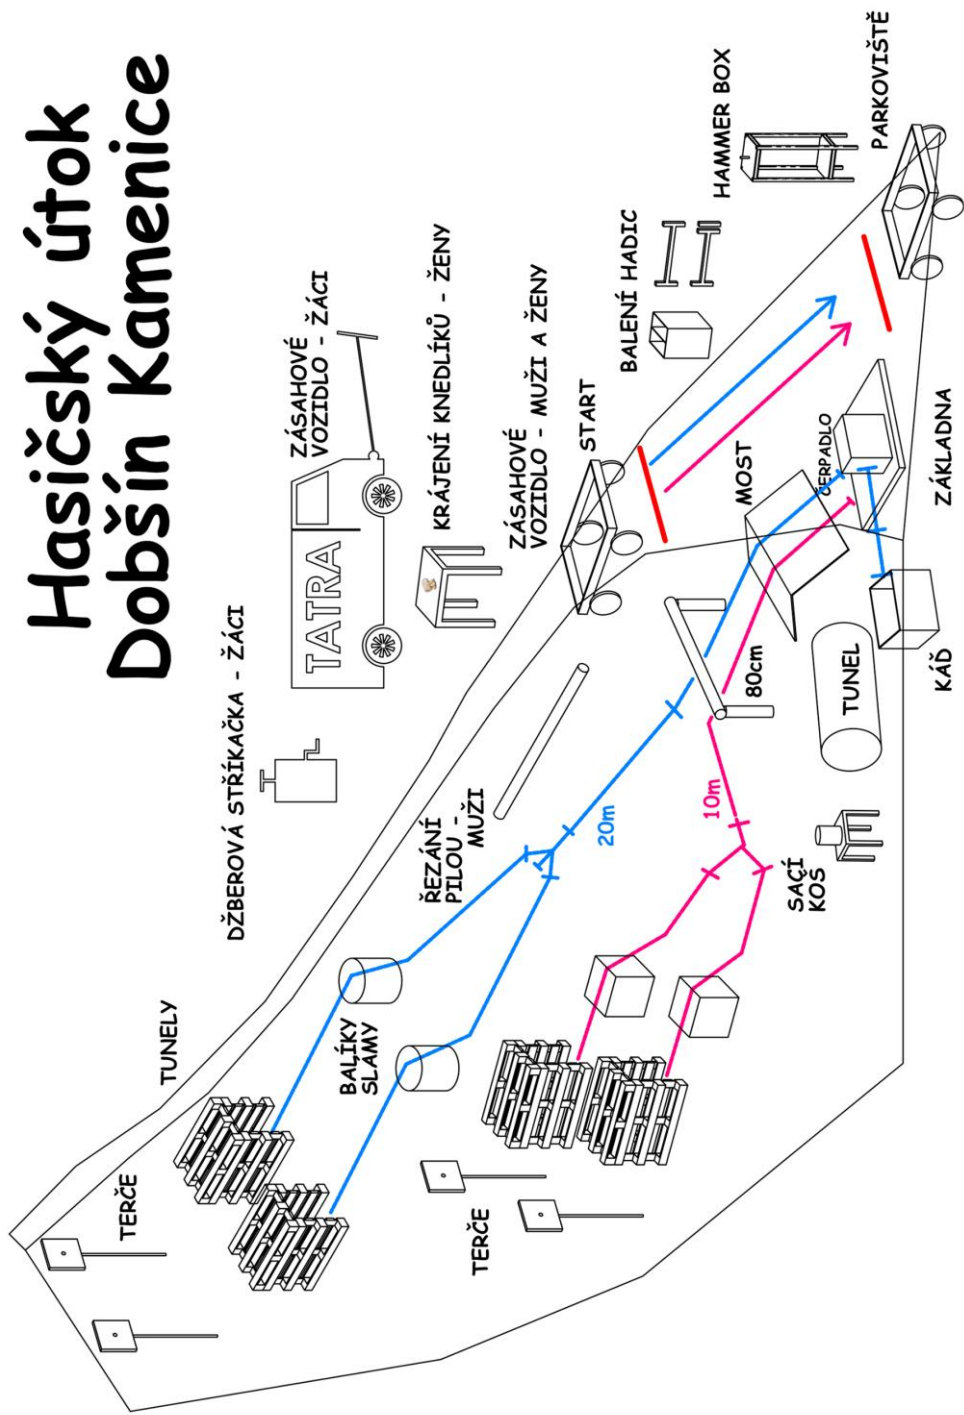 Hasičský útok
Dobšín Kamenice
DŽBEROVÁ STŘÍKAČKA - ŽÁCI
ZÁSAHOVÉ
VOZIDLO - ŽÁCI
TATRA
KRÁJENÍ KNEDLÍKŮ - ŽENY
ZÁSAHOVÉ
VOZIDLO - MUŽI A ŽENY
START
BALENÍ HADIC
HAMMER BOX
PARKOVIŠTĚ
TUNELY
TERČE
ŘEZÁNÍ
PILOU -
MUŽI
BALÍKY
SLÁMY
20m
10m
80cm
MOST
ČERPADLO
ZÁKLADNA
TERČE
SACÍ
KOŠ
TUNEL
KÁĎ